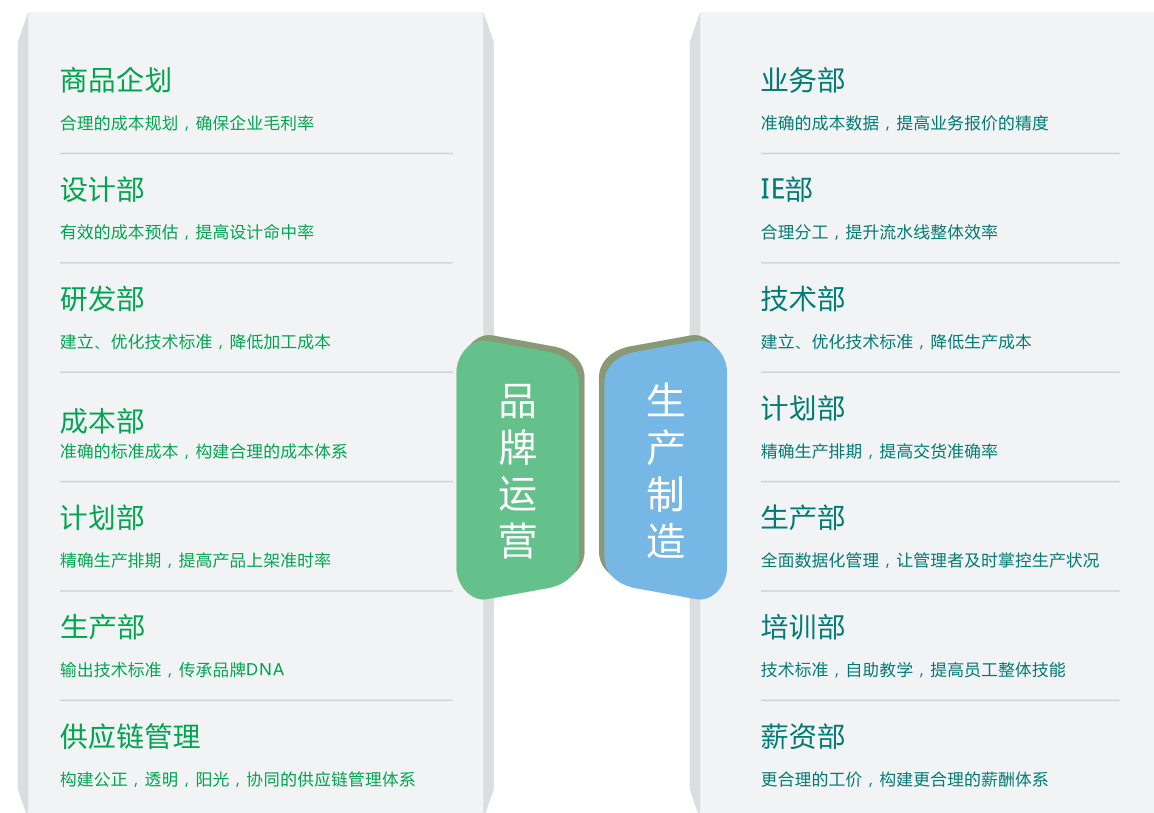 商品企划
合理的成本规划，确保企业毛利率
设计部
有效的成本预估，提高设计命中率
研发部
建立、优化技术标准，降低加工成本
成本部
准确的标准成本，构建合理的成本体系
计划部
精确生产排期，提高产品上架准时率
生产部
输出技术标准，传承品牌DNA
供应链管理
构建公正，透明，阳光，协同的供应链管理体系
品
牌
运
营
生
产
制
造
业务部
准确的成本数据，提高业务报价的精度
IE部
合理分工，提升流水线整体效率
技术部
建立、优化技术标准，降低生产成本
计划部
精确生产排期，提高交货准确率
生产部
全面数据化管理，让管理者及时掌控生产状况
培训部
技术标准，自助教学，提高员工整体技能
薪资部
更合理的工价，构建更合理的薪酬体系